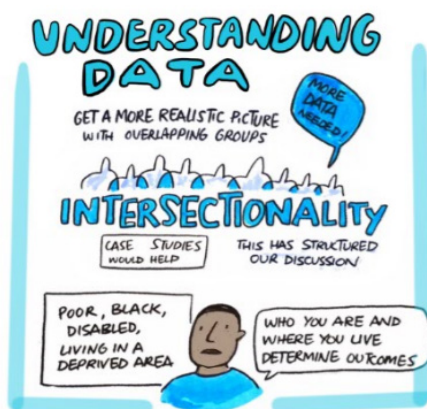 UNDERSTANDING
DATA
GET A MORE REALISTIC PICTURE
WITH OVERLAPPING GROUPS
MORE
DATA
NEEDED!
INTERSECTIONALITY
CASE STUDIES
WOULD HELP
THIS HAS STRUCTURED
OUR DISCUSSION
POOR, BLACK,
DISABLED,
LIVING IN A
DEPRIVED AREA
WHO YOU ARE AND
WHERE YOU LIVE
DETERMINE OUTCOMES